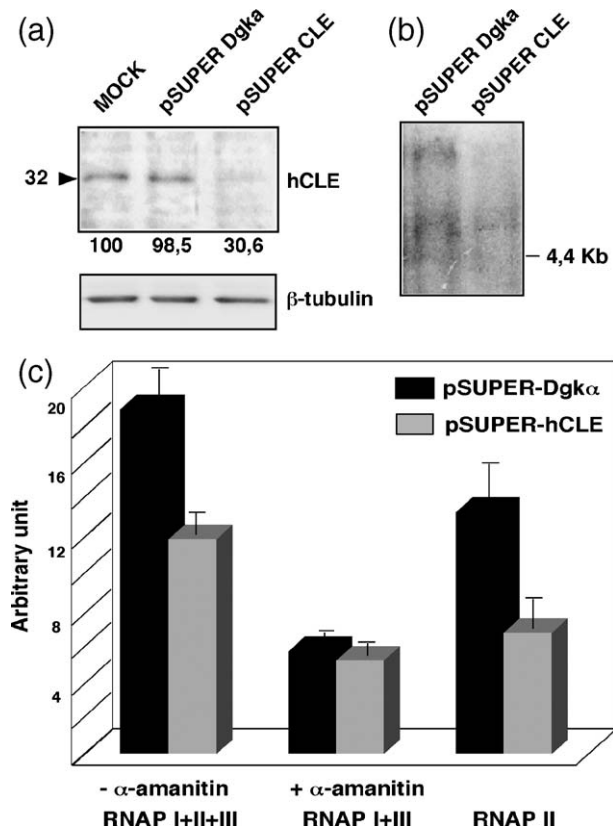 (a)
MOCK
pSUPER Dgka
pSUPER CLE
32
hCLE
100 98,5 30,6
β-tubulin
(b)
pSUPER Dgka
pSUPER CLE
4,4 Kb
(c)
pSUPER-Dgkα
pSUPER-hCLE
Arbitrary unit
20
16
12
8
4
- α-amanitin + α-amanitin
RNAP I+II+III RNAP I+III RNAP II